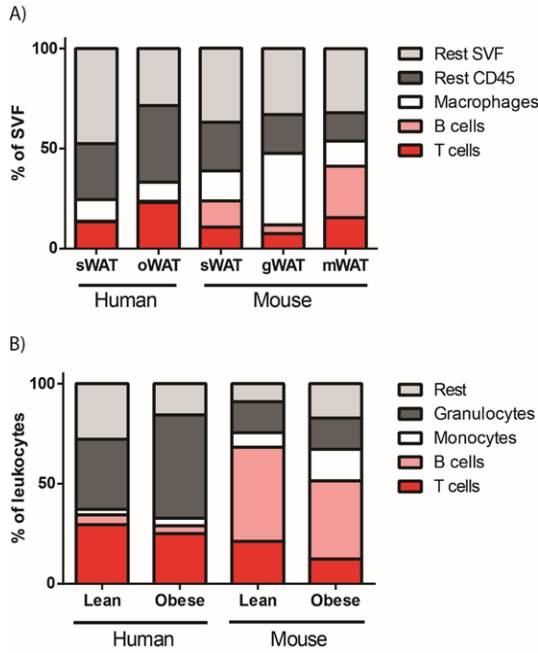 A)
100
50
0
% of SVF
sWAT oWAT sWAT gWAT mWAT
Human Mouse
Rest SVF
Rest CD45
Macrophages
B cells
T cells
B)
100
50
0
% of leukocytes
Lean Obese Lean Obese
Human Mouse
Rest
Granulocytes
Monocytes
B cells
T cells